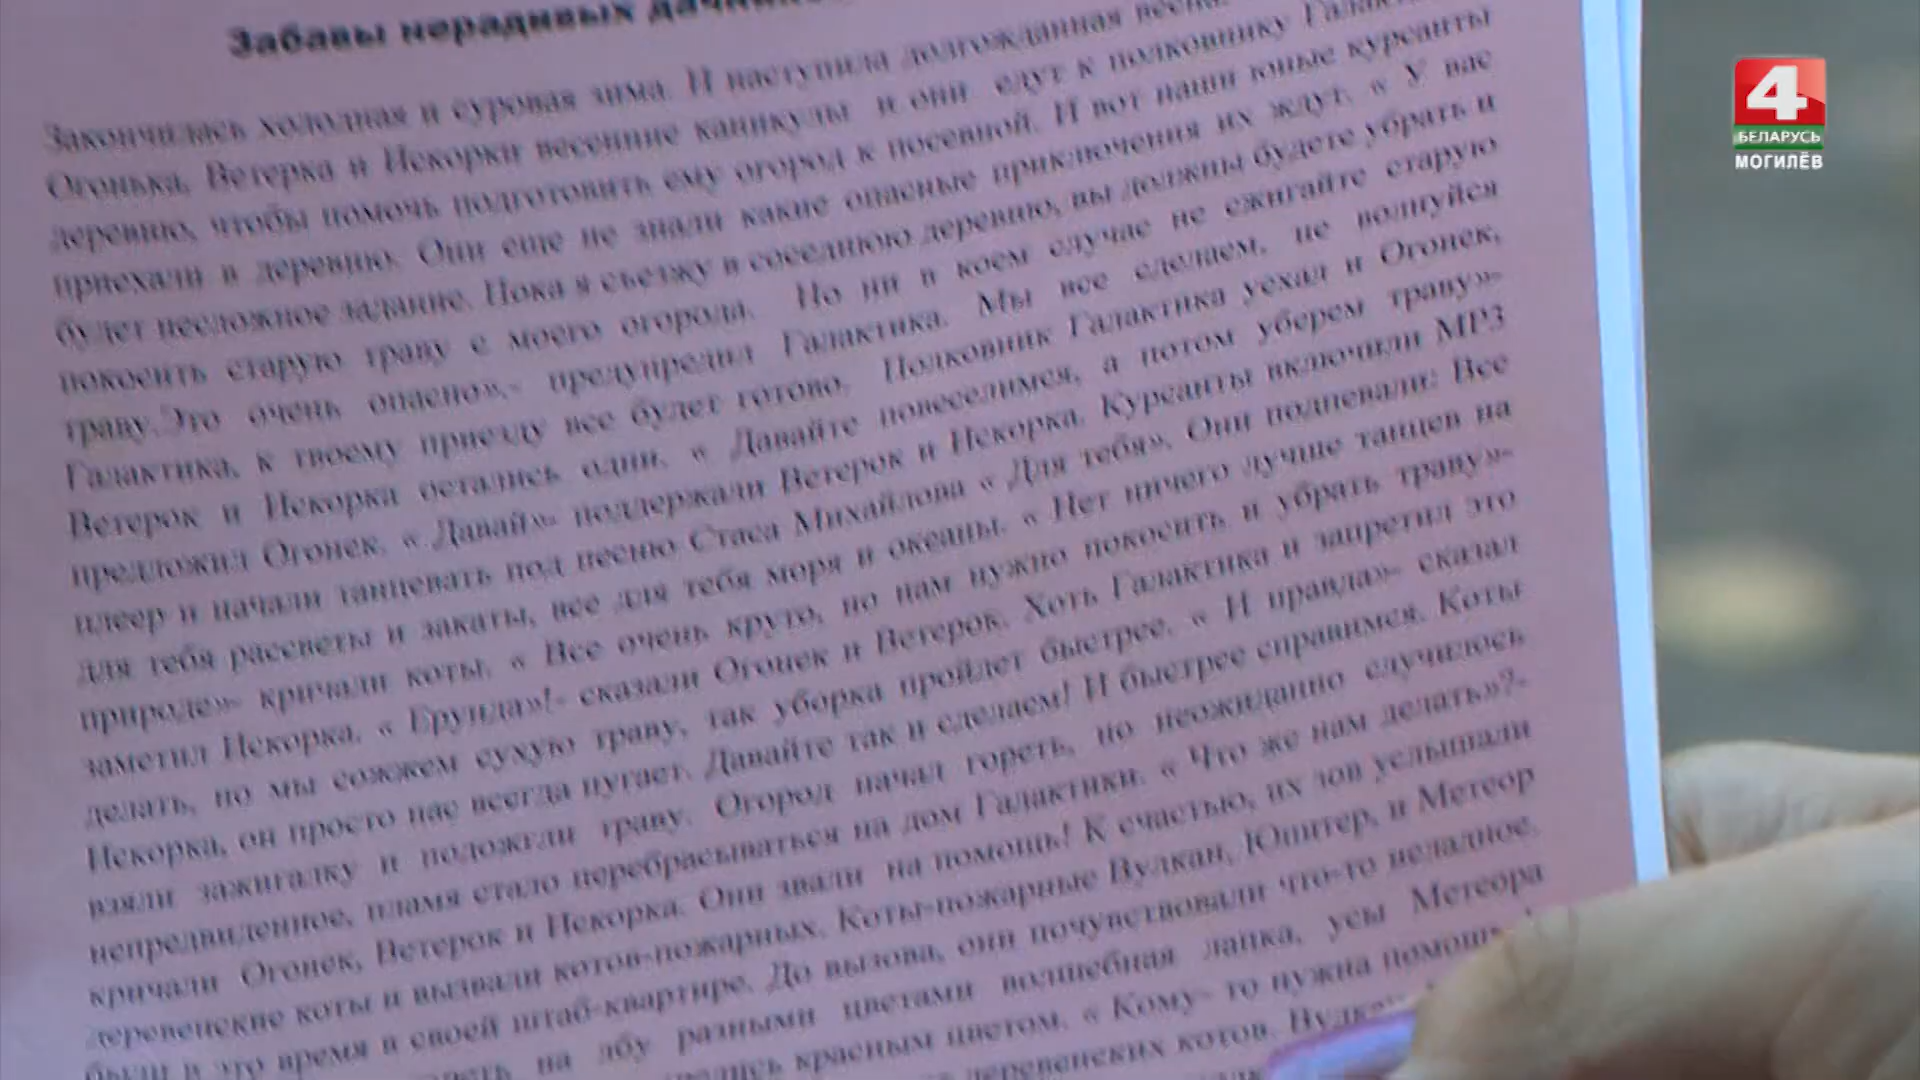 Забавы нерадивых
Закончилась холодная и суровая зима. И наступила долгожданная весна.
Огонька, Ветерка и Искорки весенние каникулы и они едут к полковнику
деревню, чтобы помочь подготовить ему огород к посевной. И вот наши юные курсанты
приехали в деревню. Они еще не знали какие опасные приключения их ждут. « У вас
будет несложное задание. Пока я съезжу в соседнюю деревню, вы должны будете убрать и
покосить старую траву с моего огорода. Но ни в коем случае не сжигайте старую
траву.Это очень опасно»,- предупредил Галактика. Мы все сделаем, не волнуйся
Галактика, к твоему приезду все будет готово. Полковник Галактика уехал и Огонек,
Ветерок и Искорка остались одни. « Давайте повеселимся, а потом уберем траву»-
предложил Огонек. « Давай»- поддержали Ветерок и Искорка. Курсанты включили МР3
плеер и начали танцевать под песню Стаса Михайлова « Для тебя». Они подпевали: Все
для тебя рассветы и закаты, все для тебя моря и океаны. « Нет ничего лучше танцев на
природе»- кричали коты. « Все очень круто, но нам нужно покосить и убрать траву»-
заметил Искорка. « Ерунда»!- сказали Огонек и Ветерок. Хоть Галактика и запретил это
делать, но мы сожжем сухую траву, так уборка пройдет быстрее. « И правда»- сказал
Искорка, он просто нас всегда пугает. Давайте так и сделаем! И быстрее справимся. Коты
взяли зажигалку и подожгли траву. Огород начал гореть, но неожиданно случилось
непредвиденное, пламя стало перебрасываться на дом Галактики. « Что же нам делать»?-
кричали Огонек, Ветерок и Искорка. Они звали на помощь! К счастью, их зов услышали
деревенские коты и вызвали котов-пожарных. Коты-пожарные Вулкан, Юпитер, и Метеор
были в это время в своей штаб-квартире. До вызова, они почувствовали что-то неладное.
на лбу разными цветами волшебная лапка, усы Метеора
красным цветом. « Кому- то нужна
деревенских котов.
4
БЕЛАРУСЬ
МОГИЛЁВ